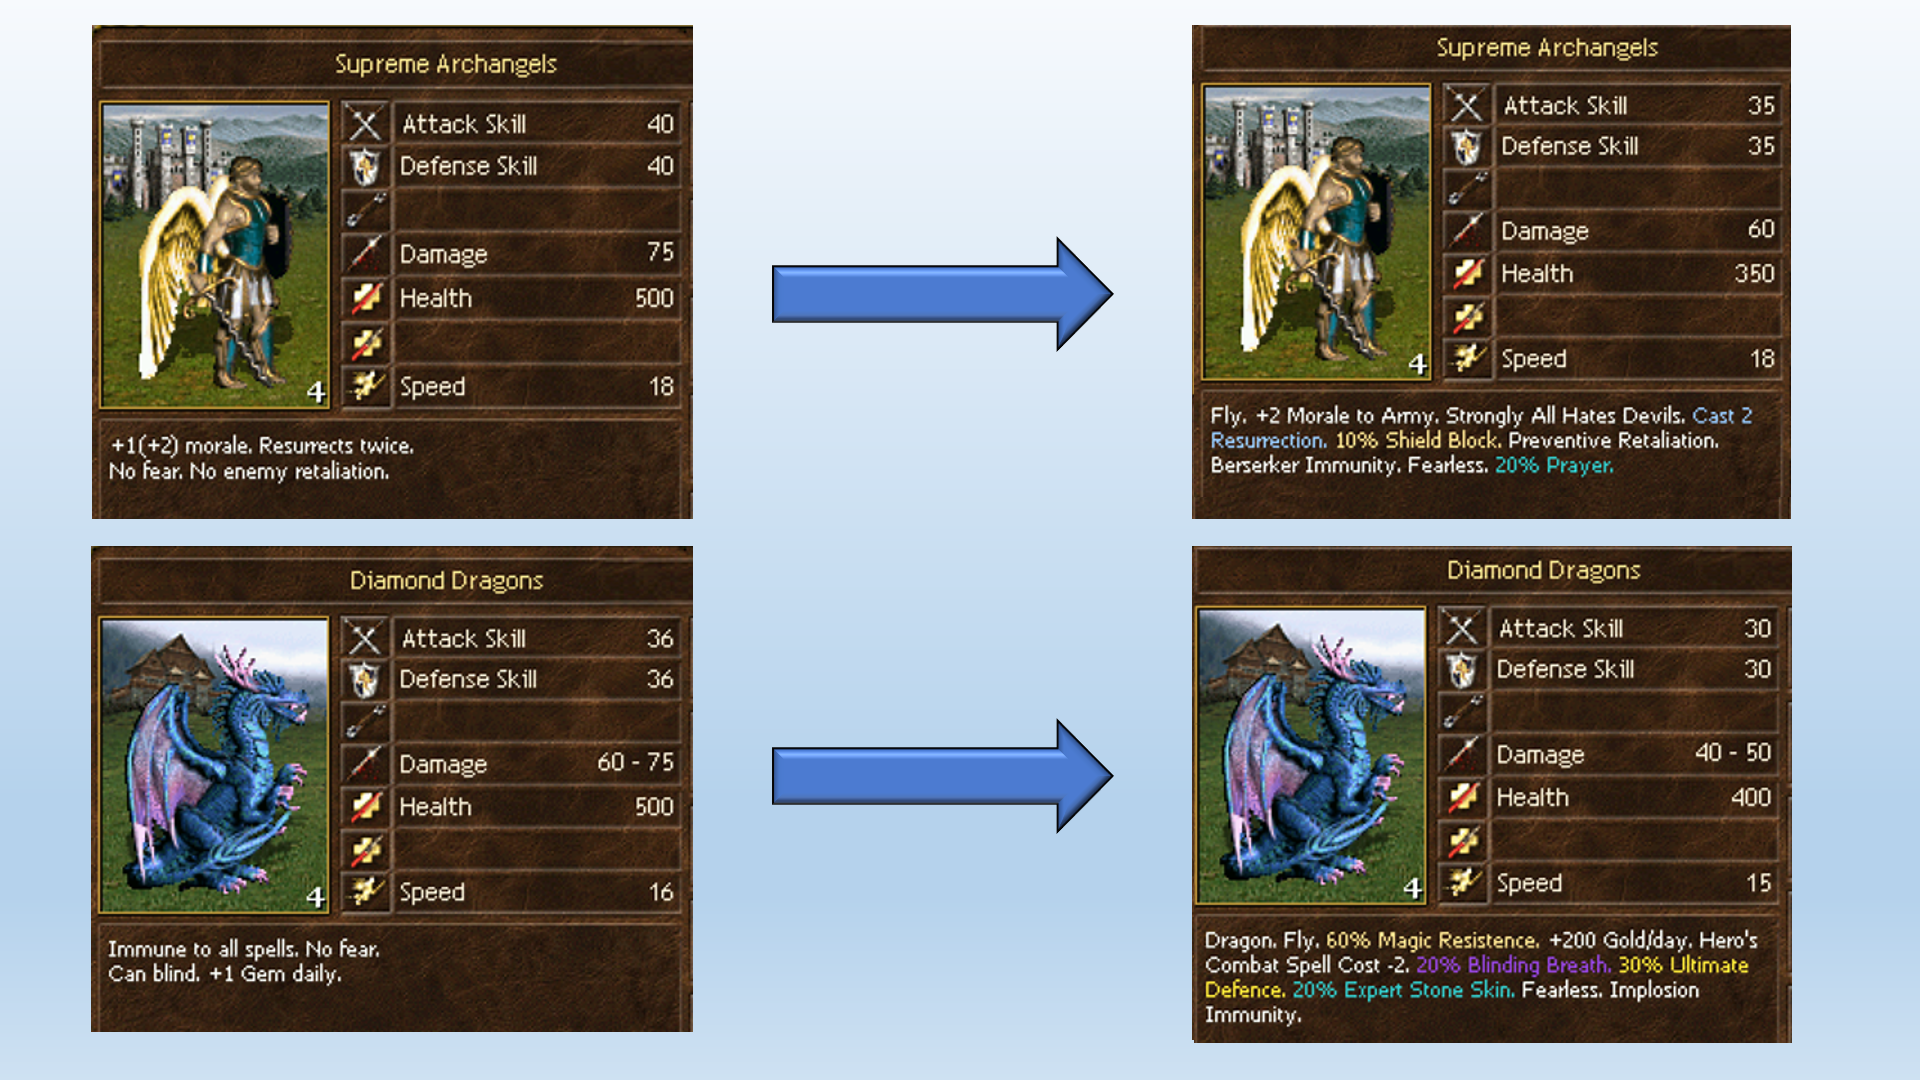 Supreme Archangels
Attack Skill 40
Defense Skill 40
Damage 75
Health 500
Speed 18
4
+1(+2) morale. Resurrects twice.
No fear. No enemy retaliation.
Supreme Archangels
Attack Skill 35
Defense Skill 35
Damage 60
Health 350
Speed 18
4
Fly. +2 Morale to Army. Strongly All Hates Devils. Cast 2
Resurrection. 10% Shield Block. Preventive Retaliation.
Berserker Immunity. Fearless. 20% Prayer.
Diamond Dragons
Attack Skill 36
Defense Skill 36
Damage 60 - 75
Health 500
Speed 16
4
Immune to all spells. No fear.
Can blind. +1 Gem daily.
Diamond Dragons
Attack Skill 30
Defense Skill 30
Damage 40 - 50
Health 400
Speed 15
4
Dragon. Fly. 60% Magic Resistence. +200 Gold/day. Hero's
Combat Spell Cost -2. 20% Blinding Breath. 30% Ultimate
Defence. 20% Expert Stone Skin. Fearless. Implosion
Immunity.